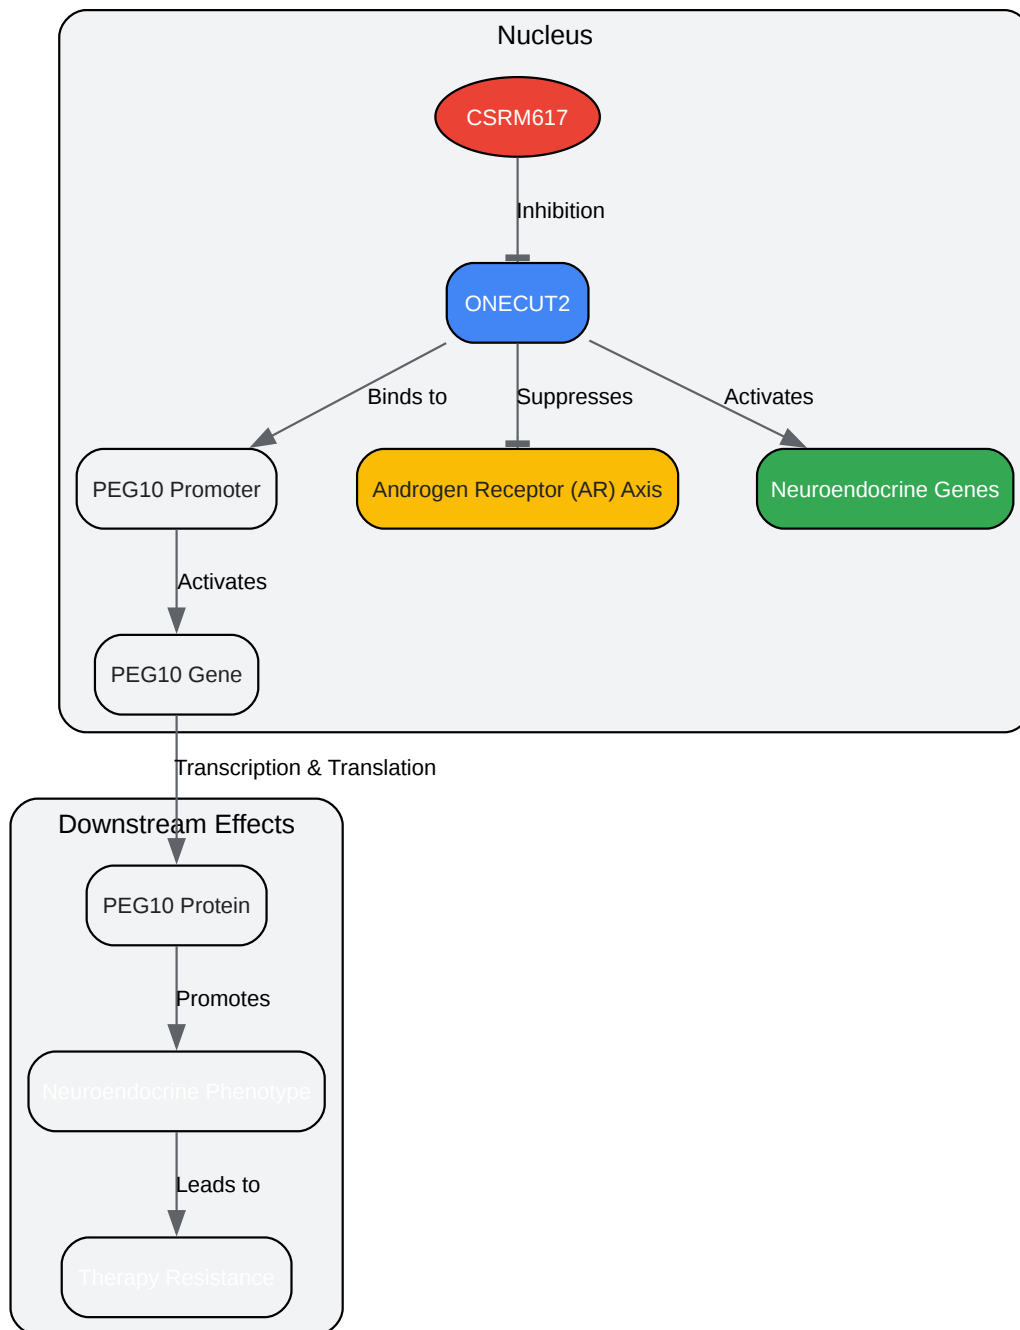 Nucleus
CSRM617
Inhibition
ONECUT2
Binds to
Suppresses
Activates
PEG10 Promoter
Androgen Receptor (AR) Axis
Neuroendocrine Genes
Activates
PEG10 Gene
Transcription & Translation
Downstream Effects
PEG10 Protein
Promotes
Neuroendocrine Phenotype
Leads to
Therapy Resistance